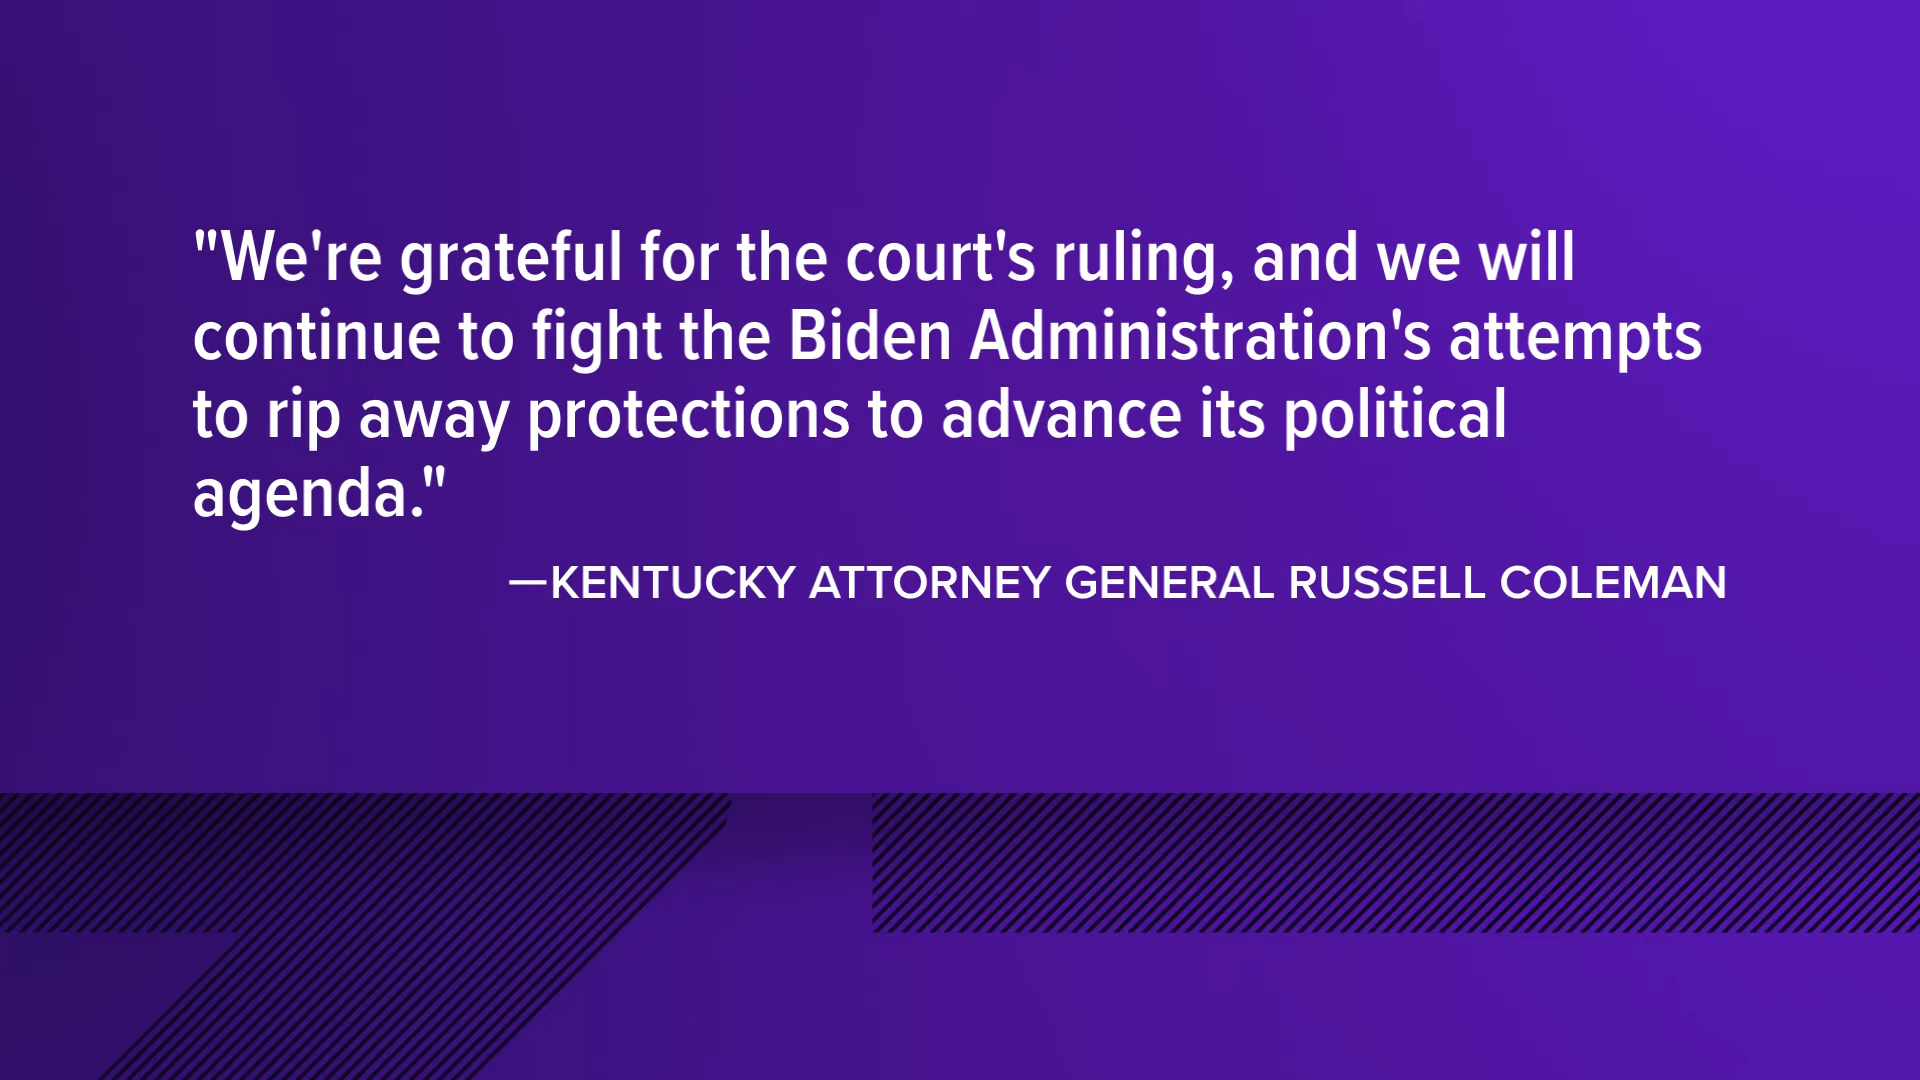 "We're grateful for the court's ruling, and we will
continue to fight the Biden Administration's attempts
to rip away protections to advance its political
agenda."
—KENTUCKY ATTORNEY GENERAL RUSSELL COLEMAN